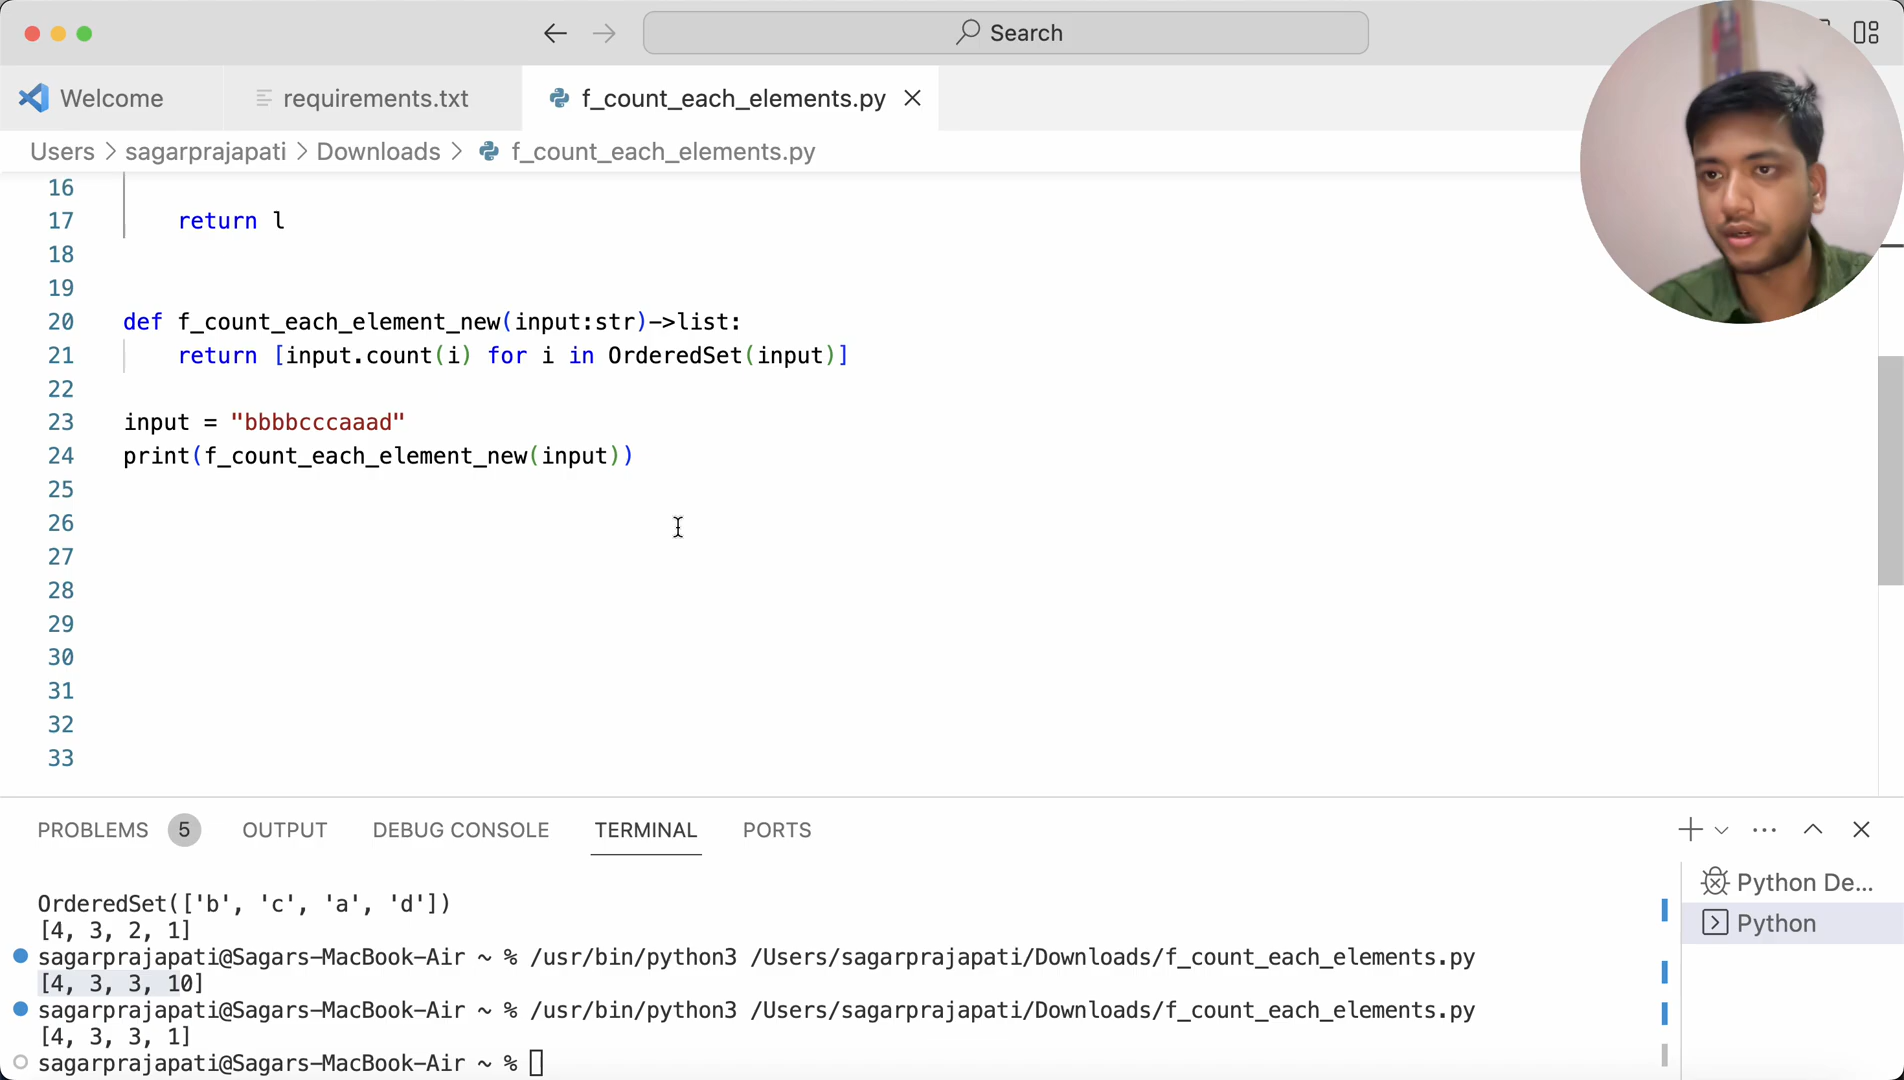 Search
Welcome
requirements.txt
f_count_each_elements.py
Users > sagarprajapati > Downloads > f_count_each_elements.py
16
17 return l
18
19
20 def f_count_each_element_new(input:str)->list:
21 return [input.count(i) for i in OrderedSet(input)]
22
23 input = "bbbbcccaaad"
24 print(f_count_each_element_new(input))
25
26
27
28
29
30
31
32
33
PROBLEMS 5 OUTPUT DEBUG CONSOLE TERMINAL PORTS
OrderedSet(['b', 'c', 'a', 'd'])
[4, 3, 2, 1]
sagarprajapati@Sagars-MacBook-Air ~ % /usr/bin/python3 /Users/sagarprajapati/Downloads/f_count_each_elements.py
[4, 3, 3, 10]
sagarprajapati@Sagars-MacBook-Air ~ % /usr/bin/python3 /Users/sagarprajapati/Downloads/f_count_each_elements.py
[4, 3, 3, 1]
sagarprajapati@Sagars-MacBook-Air ~ %
Python De...
Python